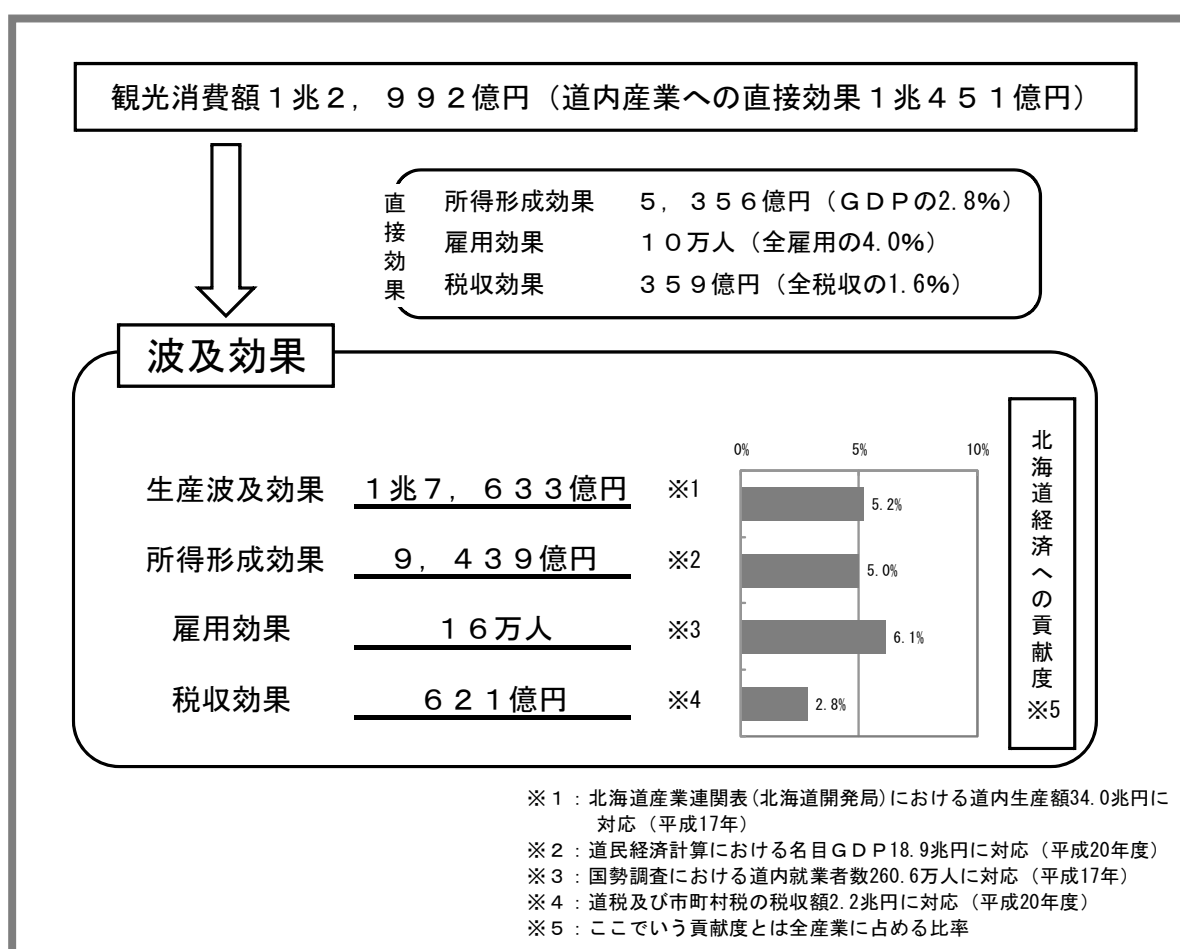 観光消費額１兆２，９９２億円（道内産業への直接効果１兆４５１億円）
直接効果
所得形成効果　５，３５６億円（ＧＤＰの2.8%）
雇用効果　１０万人（全雇用の4.0%）
税収効果　３５９億円（全税収の1.6%）
波及効果
0% 5% 10%
生産波及効果　１兆７，６３３億円　※1　5.2%
所得形成効果　９，４３９億円　※2　5.0%
雇用効果　１６万人　※3　6.1%
税収効果　６２１億円　※4　2.8%
北海道経済への貢献度※5
※１：北海道産業連関表(北海道開発局)における道内生産額34.0兆円に
対応（平成17年）
※２：道民経済計算における名目ＧＤＰ18.9兆円に対応（平成20年度）
※３：国勢調査における道内就業者数260.6万人に対応（平成17年）
※４：道税及び市町村税の税収額2.2兆円に対応（平成20年度）
※５：ここでいう貢献度とは全産業に占める比率